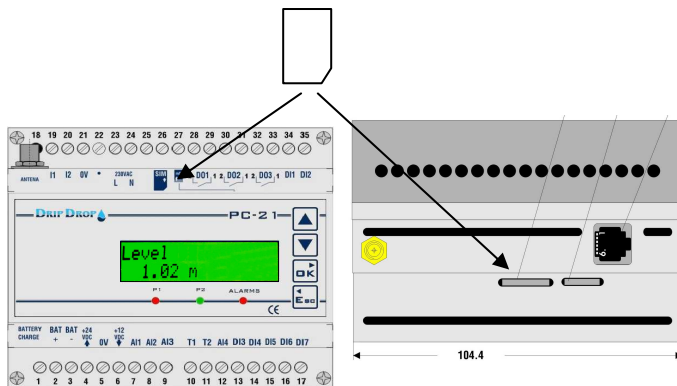 18 19 20 21 22 23 24 25 26 27 28 29 30 31 32 33 34 35
ANTENA I1 I2 0V • 230VAC SIM DO1 1 2 DO2 1 2 DO3 1 DI1 DI2
L N
DRIP DROP PC-21
Level
1.02 m
OK
P1 P2 ALARMS
ESC
CE
BATTERY BAT BAT +24 +12
CHARGE + - VDC 0V VDC AI1 AI2 AI3 T1 T2 AI4 DI3 DI4 DI5 DI6 DI7
1 2 3 4 5 6 7 8 9 10 11 12 13 14 15 16 17
104.4